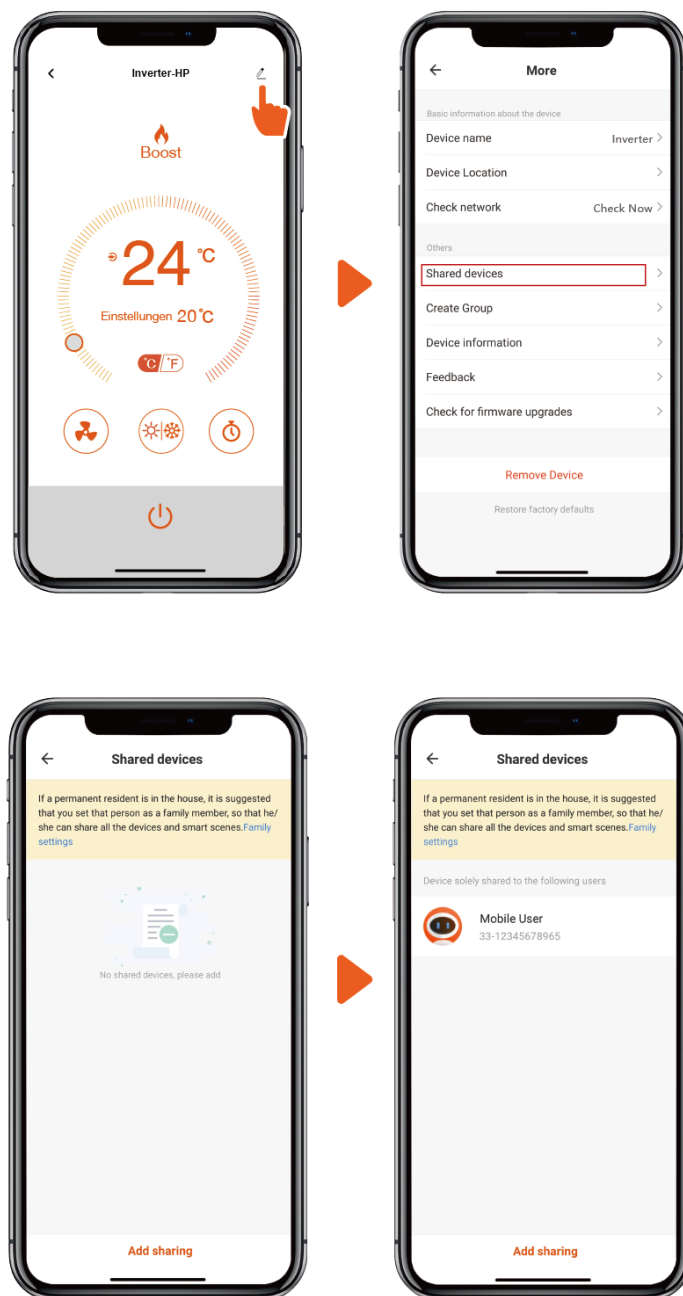 Inverter-HP
Boost
24 °C
Einstellungen 20°C
°C/°F
More
Basic information about the device
Device name Inverter
Device Location
Check network Check Now
Others
Shared devices
Create Group
Device information
Feedback
Check for firmware upgrades
Remove Device
Restore factory defaults
Shared devices
If a permanent resident is in the house, it is suggested
that you set that person as a family member, so that he/
she can share all the devices and smart scenes.Family
settings
No shared devices, please add
Add sharing
Shared devices
If a permanent resident is in the house, it is suggested
that you set that person as a family member, so that he/
she can share all the devices and smart scenes.Family
settings
Device solely shared to the following users
Mobile User
33-12345678965
Add sharing